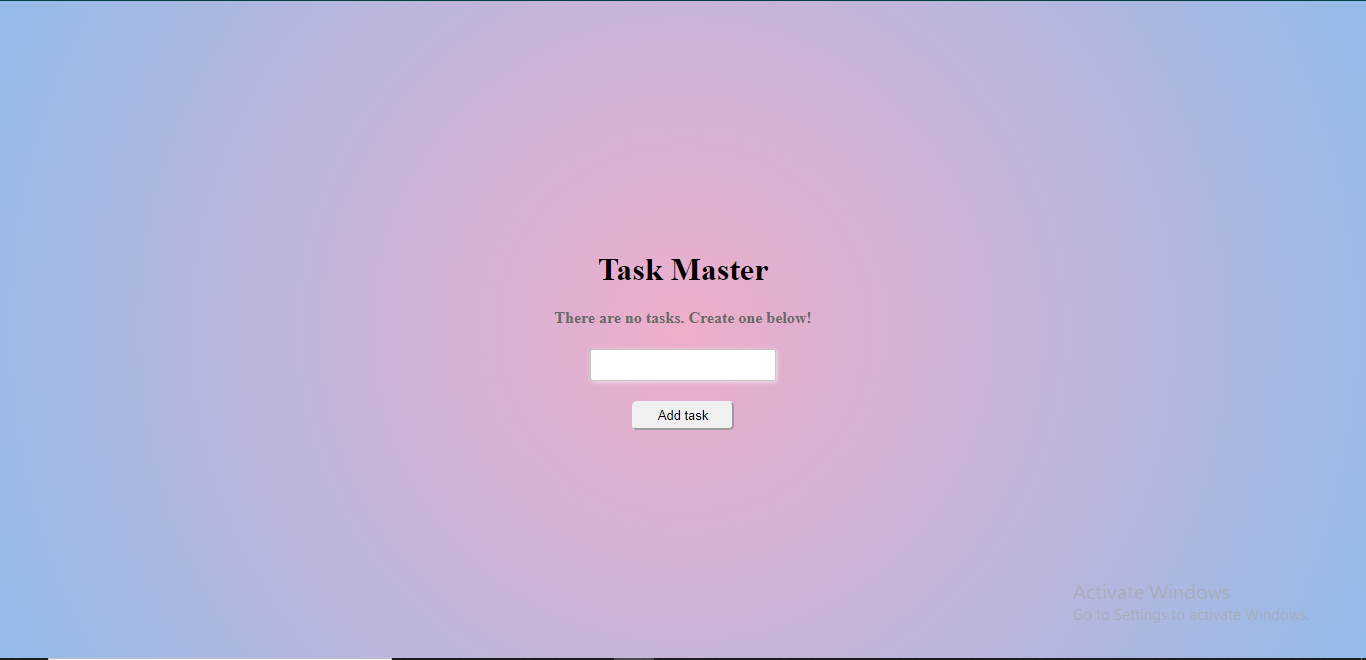 Task Master
There are no tasks. Create one below!
Add task
Activate Windows
Go to Settings to activate Windows.